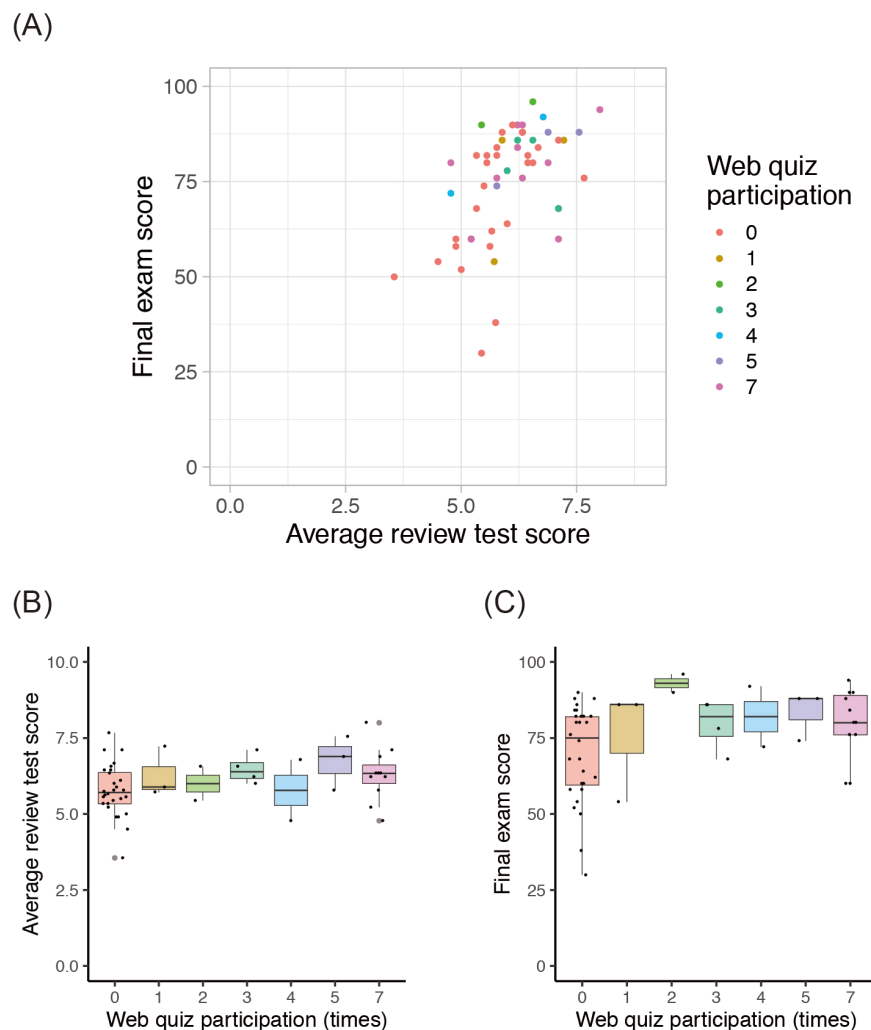 (A)
100
75
50
25
0
Final exam score
0.0 2.5 5.0 7.5
Average review test score
Web quiz
participation
0
1
2
3
4
5
7
(B)
10.0
7.5
5.0
2.5
0.0
Average review test score
0 1 2 3 4 5 7
Web quiz participation (times)
(C)
100
75
50
25
0
Final exam score
0 1 2 3 4 5 7
Web quiz participation (times)